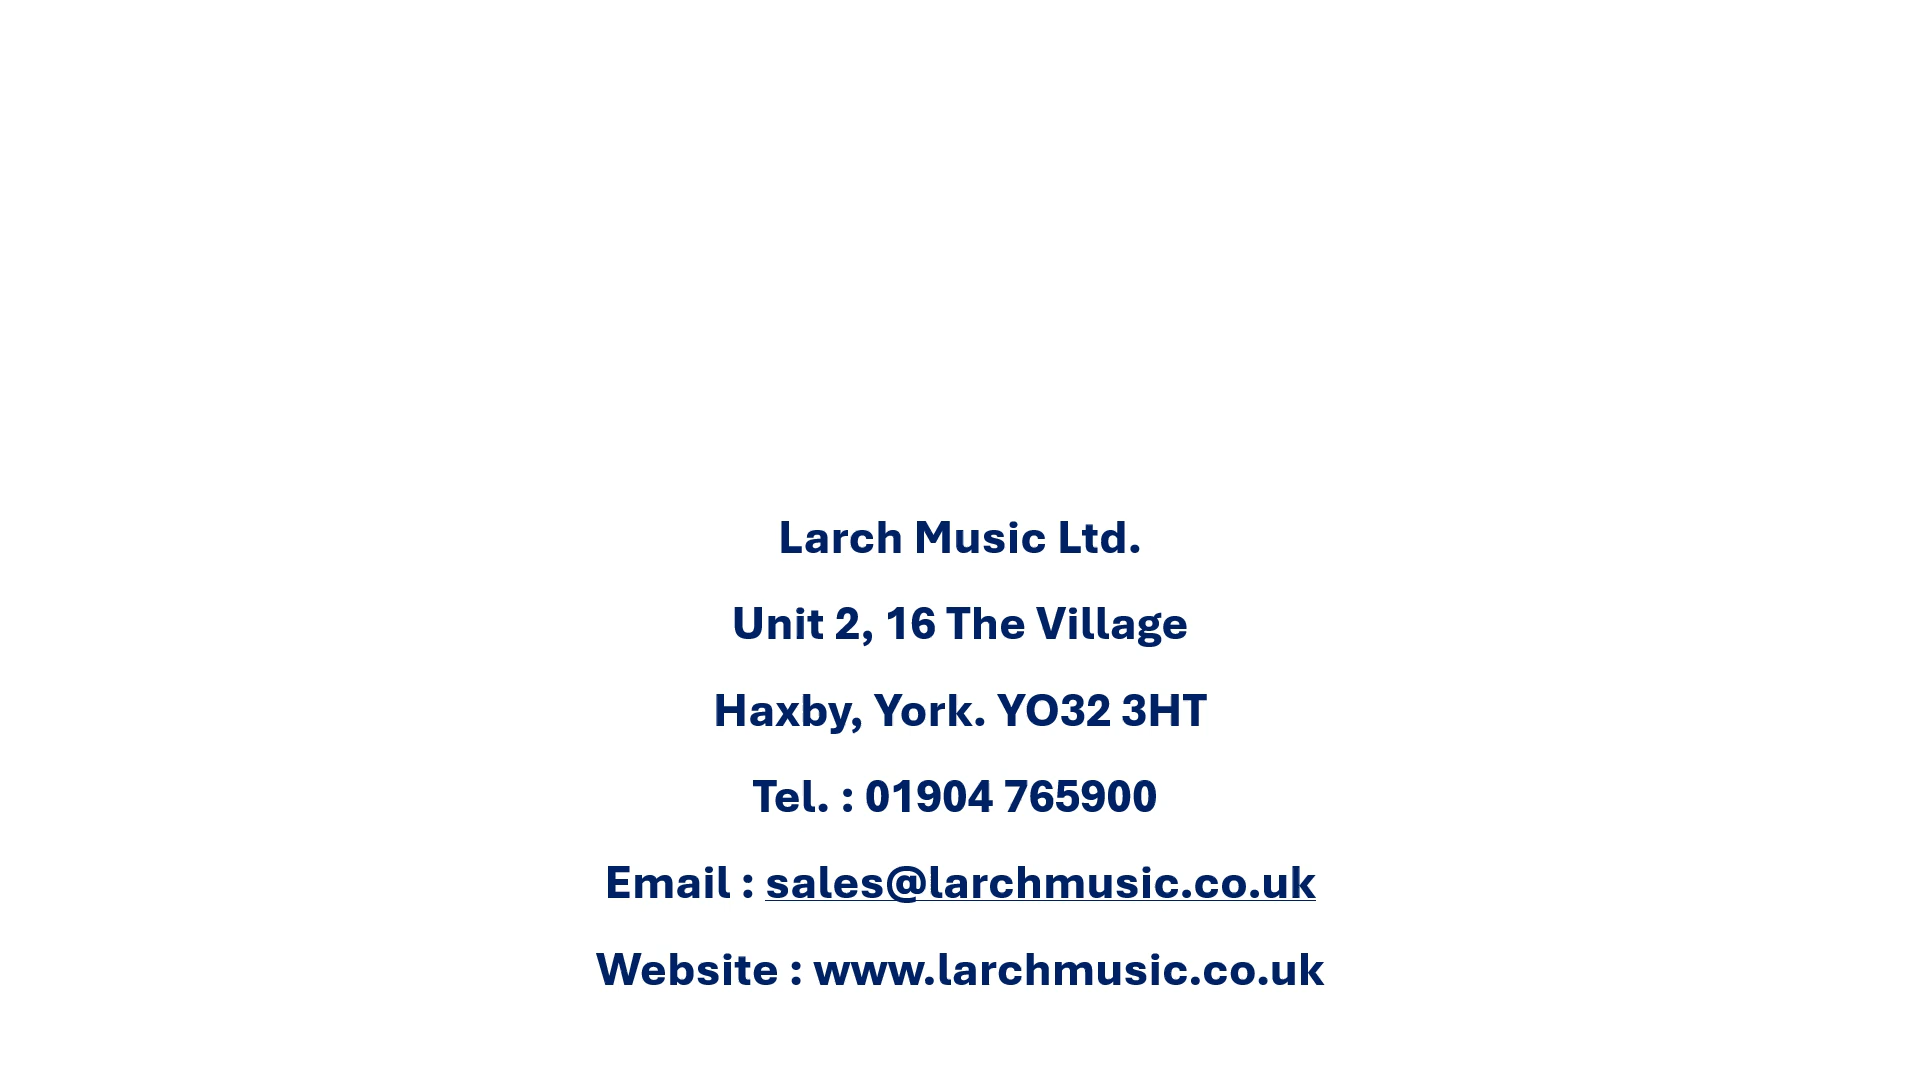 Larch Music Ltd.
Unit 2, 16 The Village
Haxby, York. YO32 3HT
Tel. : 01904 765900
Email : sales@larchmusic.co.uk
Website : www.larchmusic.co.uk